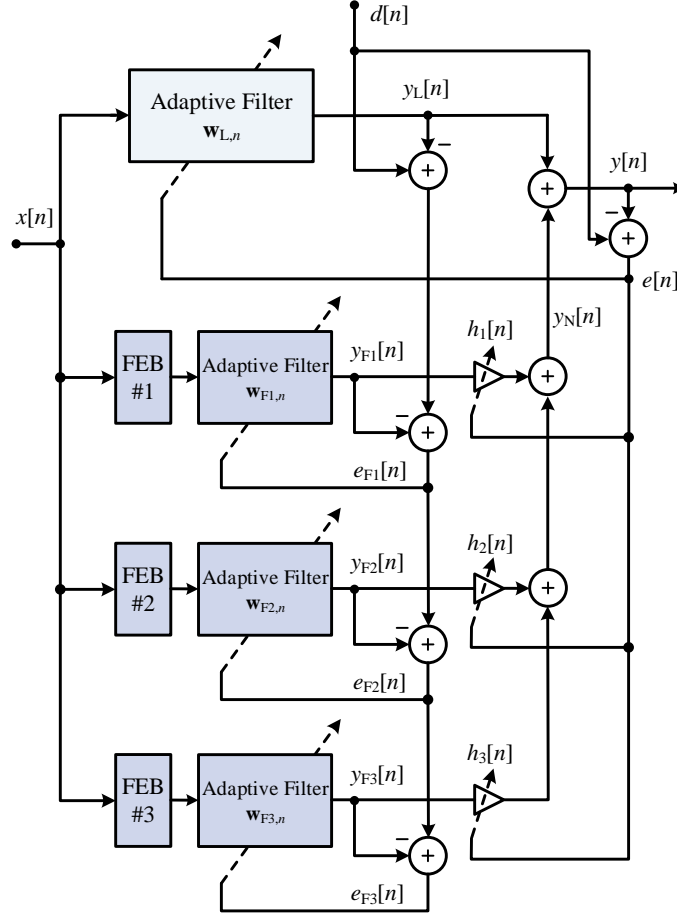 d[n]
Adaptive Filter
w_{L,n}
y_L[n]
y[n]
x[n]
e[n]
y_N[n]
FEB
#1
Adaptive Filter
w_{F1,n}
y_{F1}[n]
h_1[n]
e_{F1}[n]
FEB
#2
Adaptive Filter
w_{F2,n}
y_{F2}[n]
h_2[n]
e_{F2}[n]
FEB
#3
Adaptive Filter
w_{F3,n}
y_{F3}[n]
h_3[n]
e_{F3}[n]